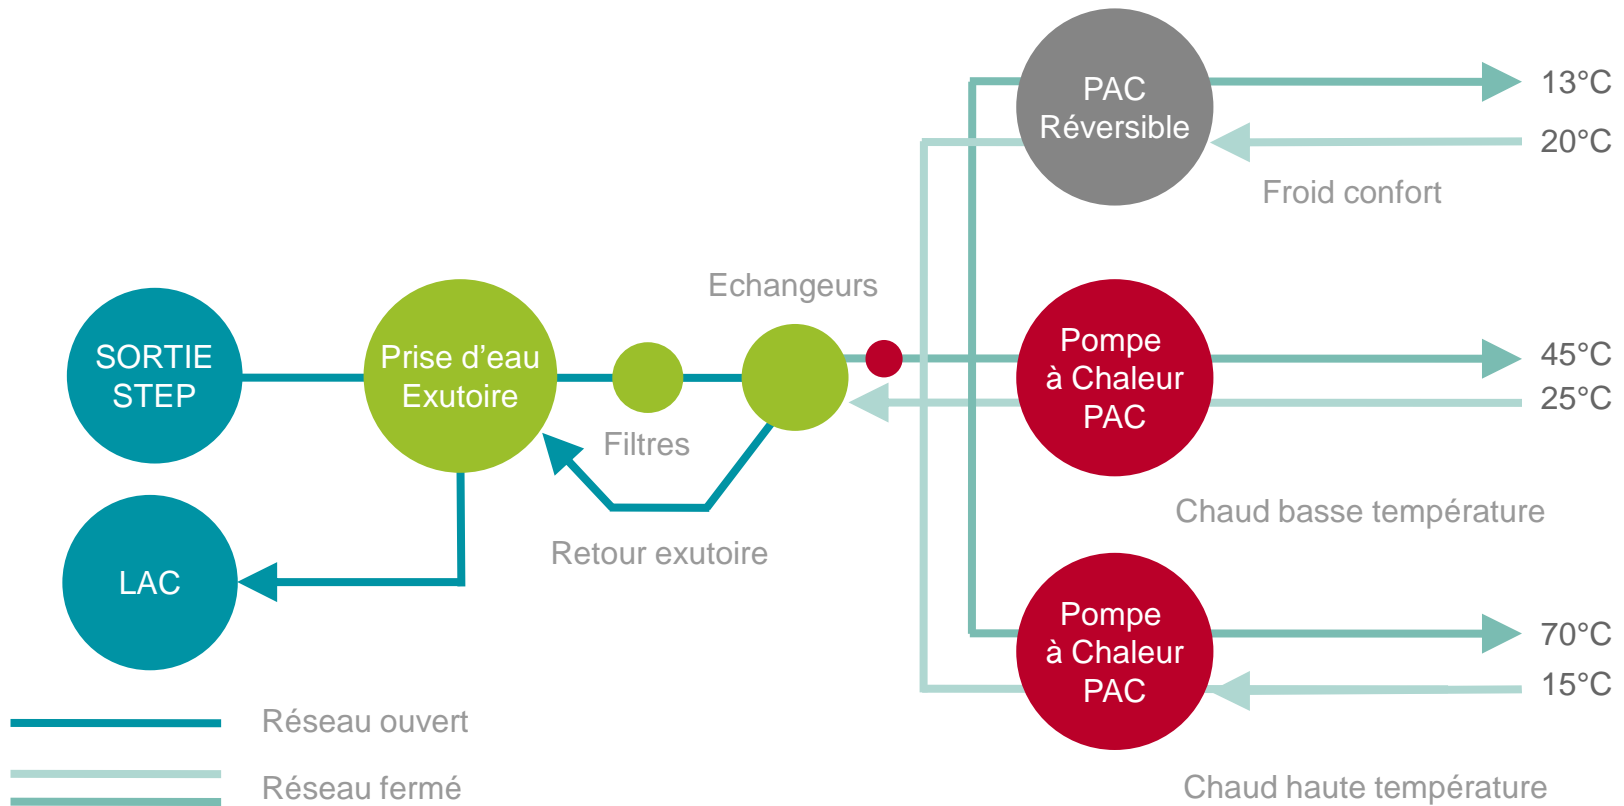 PAC
Réversible
13°C
20°C
Froid confort
Echangeurs
SORTIE
STEP
Prise d'eau
Exutoire
Filtres
Pompe
à Chaleur
PAC
45°C
25°C
Chaud basse température
Retour exutoire
LAC
Pompe
à Chaleur
PAC
70°C
15°C
Réseau ouvert
Réseau fermé
Chaud haute température